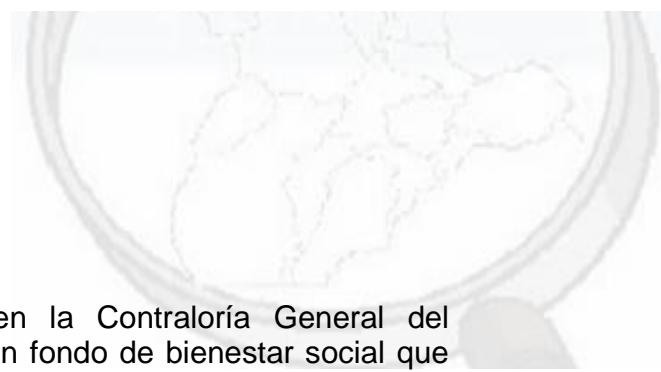 en la Contraloría General del
n fondo de bienestar social que